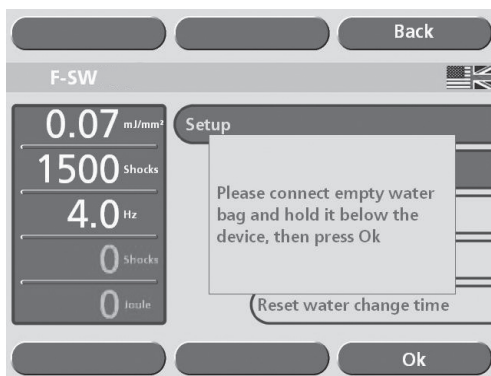 Back
F-SW
0.07 mJ/mm²
Setup
1500 Shocks
4.0 Hz
0 Shocks
0 Joule
Please connect empty water
bag and hold it below the
device, then press Ok
Reset water change time
Ok